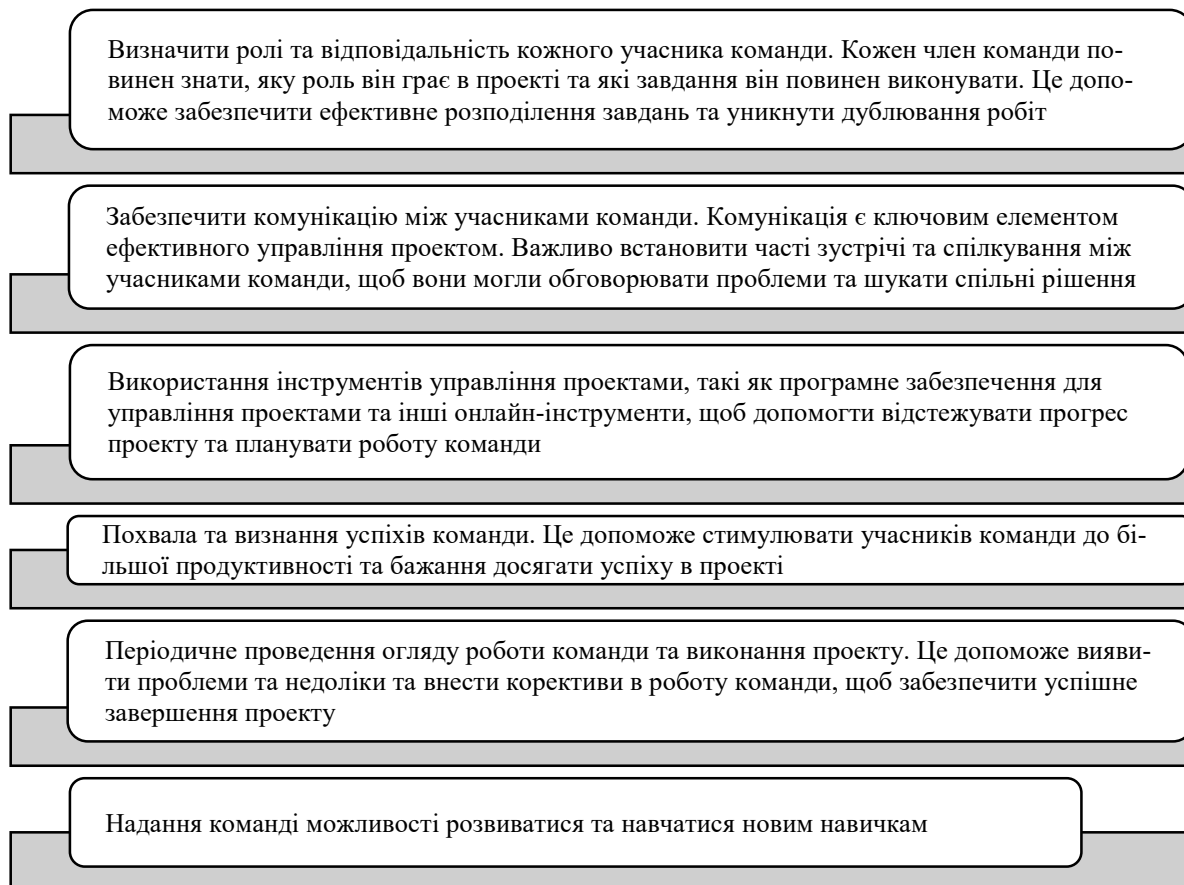 Визначити ролі та відповідальність кожного учасника команди. Кожен член команди по-
винен знати, яку роль він грає в проекті та які завдання він повинен виконувати. Це допо-
може забезпечити ефективне розподілення завдань та уникнути дублювання робіт
Забезпечити комунікацію між учасниками команди. Комунікація є ключовим елементом
ефективного управління проектом. Важливо встановити часті зустрічі та спілкування між
учасниками команди, щоб вони могли обговорювати проблеми та шукати спільні рішення
Використання інструментів управління проектами, такі як програмне забезпечення для
управління проектами та інші онлайн-інструменти, щоб допомогти відстежувати прогрес
проекту та планувати роботу команди
Похвала та визнання успіхів команди. Це допоможе стимулювати учасників команди до бі-
льшої продуктивності та бажання досягати успіху в проекті
Періодичне проведення огляду роботи команди та виконання проекту. Це допоможе вияви-
ти проблеми та недоліки та внести корективи в роботу команди, щоб забезпечити успішне
завершення проекту
Надання команді можливості розвиватися та навчатися новим навичкам